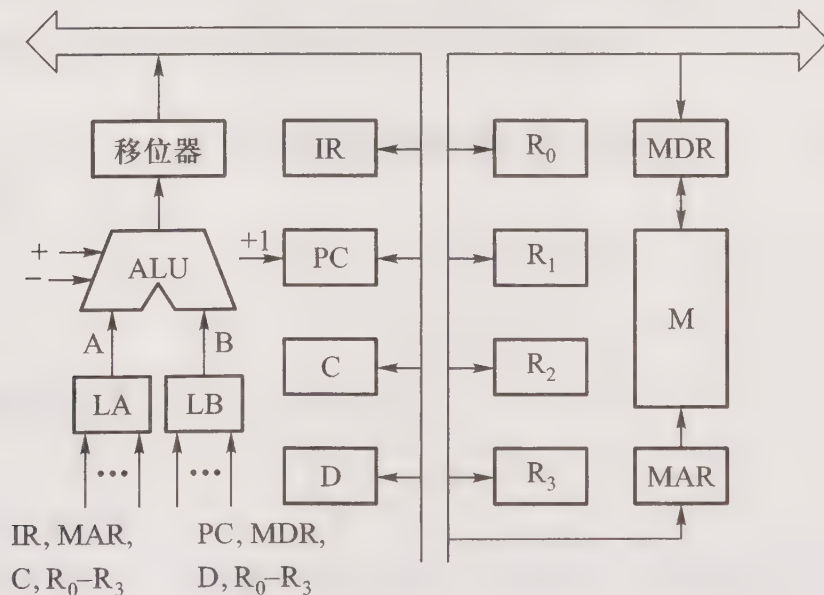 移位器
IR
R₀
MDR
+
−
ALU
+1
PC
R₁
M
A
B
C
R₂
LA
LB
D
R₃
MAR
...
...
IR, MAR,
C, R₀–R₃
PC, MDR,
D, R₀–R₃